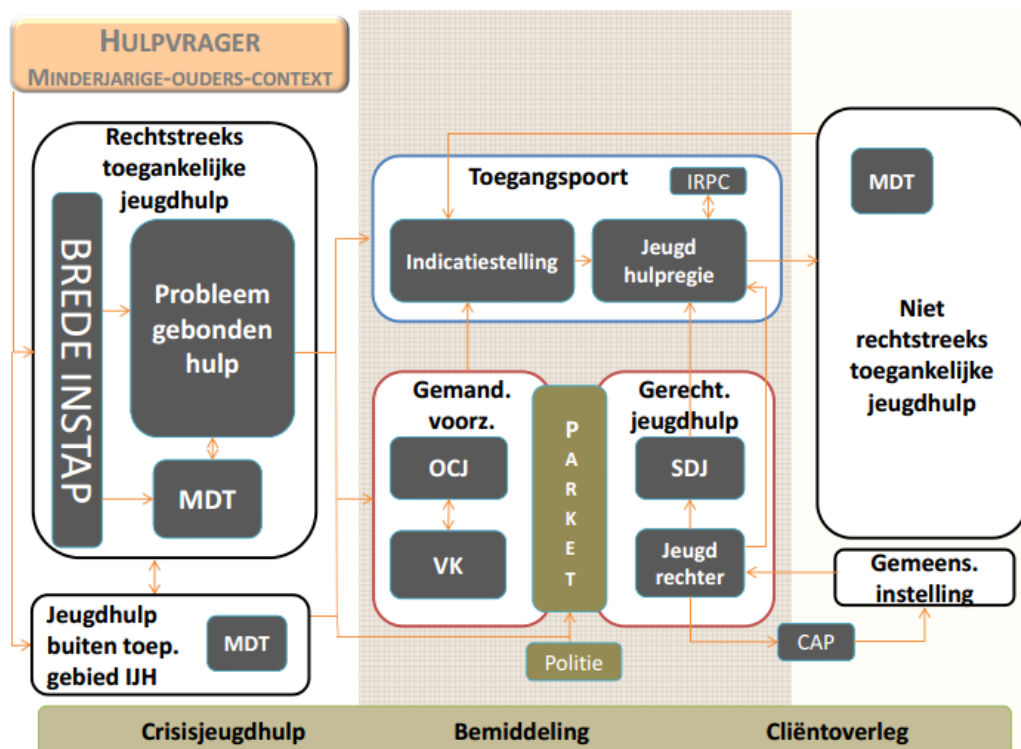 HULPVRAGER
MINDERJARIGE-OUDERS-CONTEXT
Rechtstreeks
toegankelijke
jeugdhulp
BREDE INSTAP
Probleem
gebonden
hulp
MDT
Jeugdhulp
buiten toep.
gebied IJH
MDT
Toegangspoort
IRPC
Indicatiestelling
Jeugd
hulpregie
Gemand.
voorz.
OCJ
VK
PARKET
Gerecht.
jeugdhulp
SDJ
Jeugd
rechter
Politie
MDT
Niet
rechtstreeks
toegankelijke
jeugdhulp
Gemeens.
instelling
CAP
Crisisjeugdhulp
Bemiddeling
Cliëntoverleg